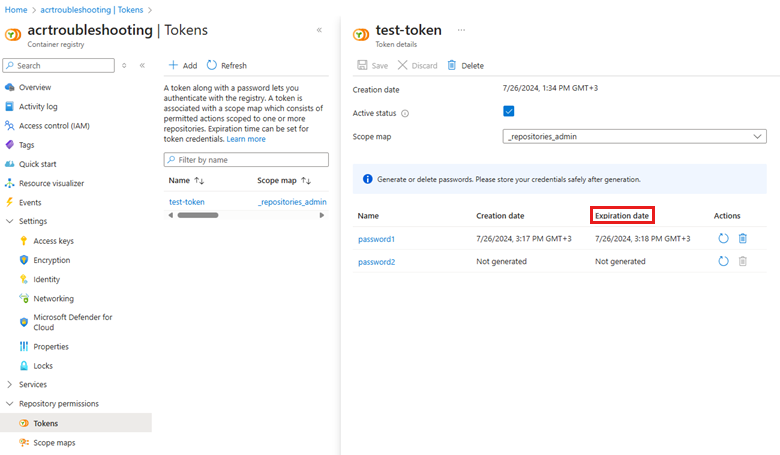 Home > acrtroubleshooting | Tokens >
acrtroubleshooting | Tokens
Container registry
Search
Overview
Activity log
Access control (IAM)
Tags
Quick start
Resource visualizer
Events
Settings
Access keys
Encryption
Identity
Networking
Microsoft Defender for
Cloud
Properties
Locks
Services
Repository permissions
Tokens
Scope maps
Add Refresh
A token along with a password lets you
authenticate with the registry. A token is
associated with a scope map which consists of
permitted actions scoped to one or more
repositories. Expiration time can be set for
token credentials. Learn more
Filter by name
Name Scope map
test-token _repositories_admin
test-token ...
Token details
Save Discard Delete
Creation date 7/26/2024, 1:34 PM GMT+3
Active status
Scope map _repositories_admin
Generate or delete passwords. Please store your credentials safely after generation.
Name Creation date Expiration date Actions
password1 7/26/2024, 3:17 PM GMT+3 7/26/2024, 3:18 PM GMT+3
password2 Not generated Not generated